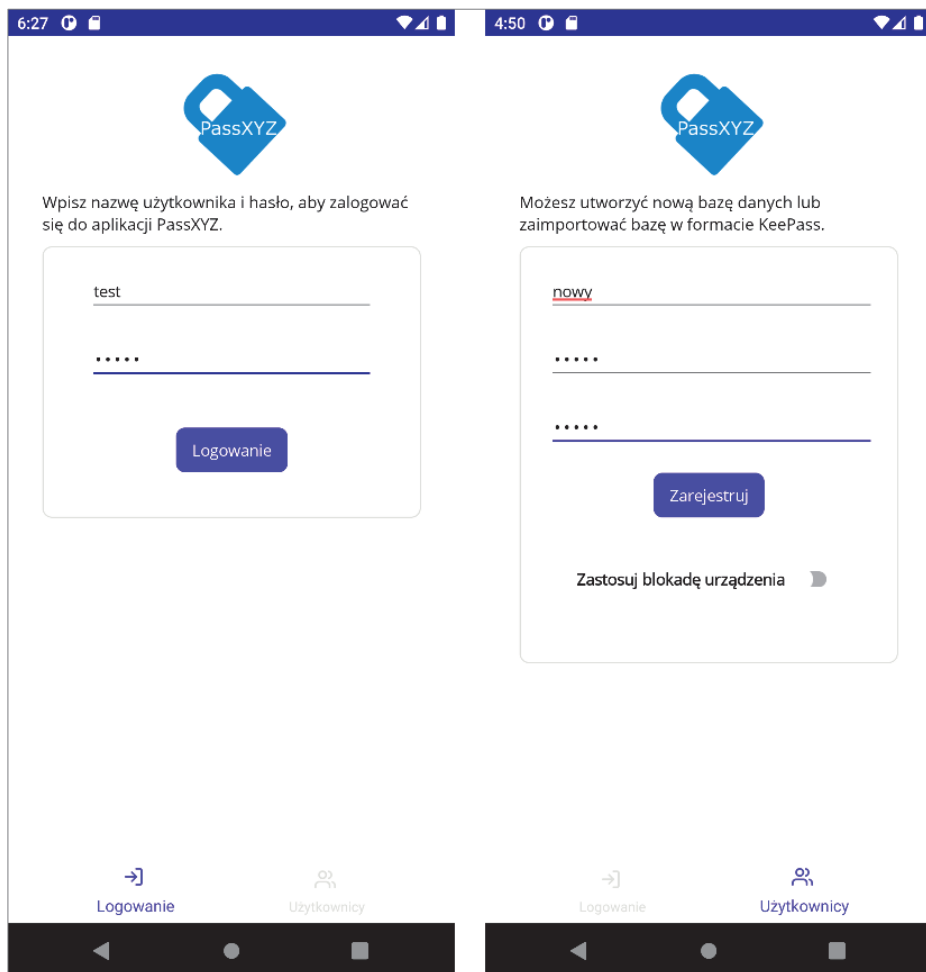 6:27
PassXYZ
Wpisz nazwę użytkownika i hasło, aby zalogować
się do aplikacji PassXYZ.
test
•••••
Logowanie
Logowanie
Użytkownicy
4:50
PassXYZ
Możesz utworzyć nową bazę danych lub
zaimportować bazę w formacie KeePass.
nowy
•••••
•••••
Zarejestruj
Zastosuj blokadę urządzenia
Logowanie
Użytkownicy